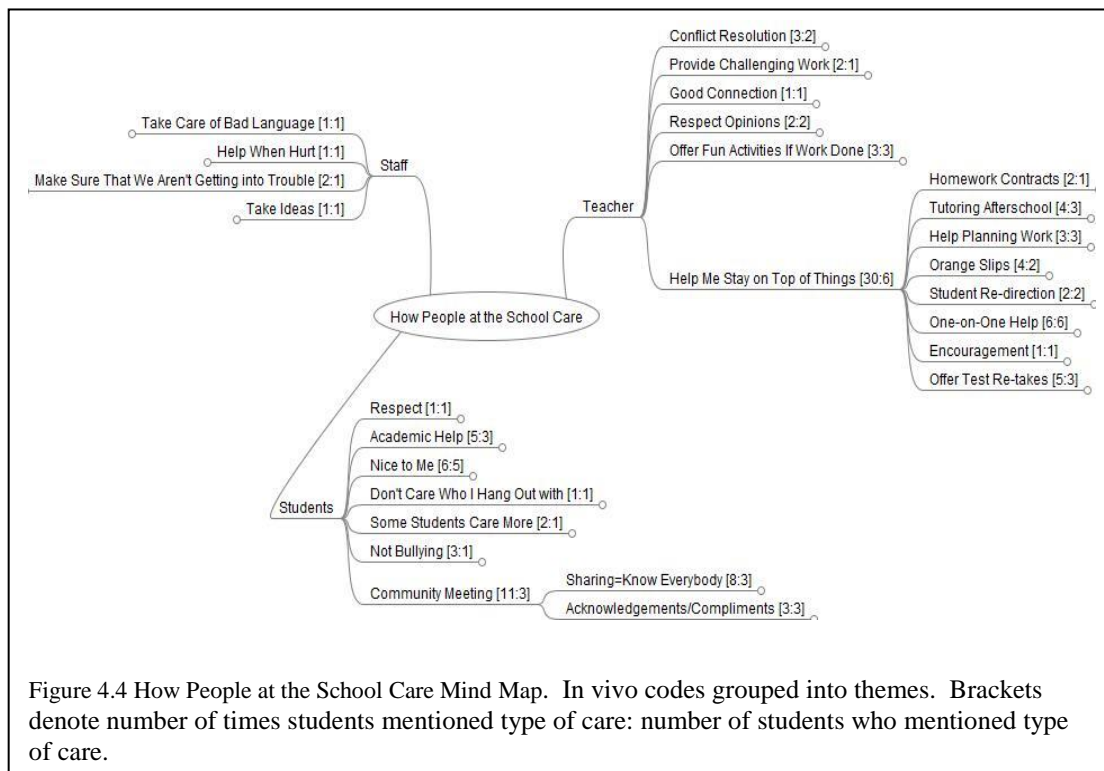 Take Care of Bad Language [1:1]
Help When Hurt [1:1]
Make Sure That We Aren't Getting into Trouble [2:1]
Take Ideas [1:1]
Staff
Conflict Resolution [3:2]
Provide Challenging Work [2:1]
Good Connection [1:1]
Respect Opinions [2:2]
Offer Fun Activities If Work Done [3:3]
Teacher
Help Me Stay on Top of Things [30:6]
Homework Contracts [2:1]
Tutoring Afterschool [4:3]
Help Planning Work [3:3]
Orange Slips [4:2]
Student Re-direction [2:2]
One-on-One Help [6:6]
Encouragement [1:1]
Offer Test Re-takes [5:3]
How People at the School Care
Students
Respect [1:1]
Academic Help [5:3]
Nice to Me [6:5]
Don't Care Who I Hang Out with [1:1]
Some Students Care More [2:1]
Not Bullying [3:1]
Community Meeting [11:3]
Sharing=Know Everybody [8:3]
Acknowledgements/Compliments [3:3]
Figure 4.4 How People at the School Care Mind Map.  In vivo codes grouped into themes.  Brackets
denote number of times students mentioned type of care: number of students who mentioned type
of care.